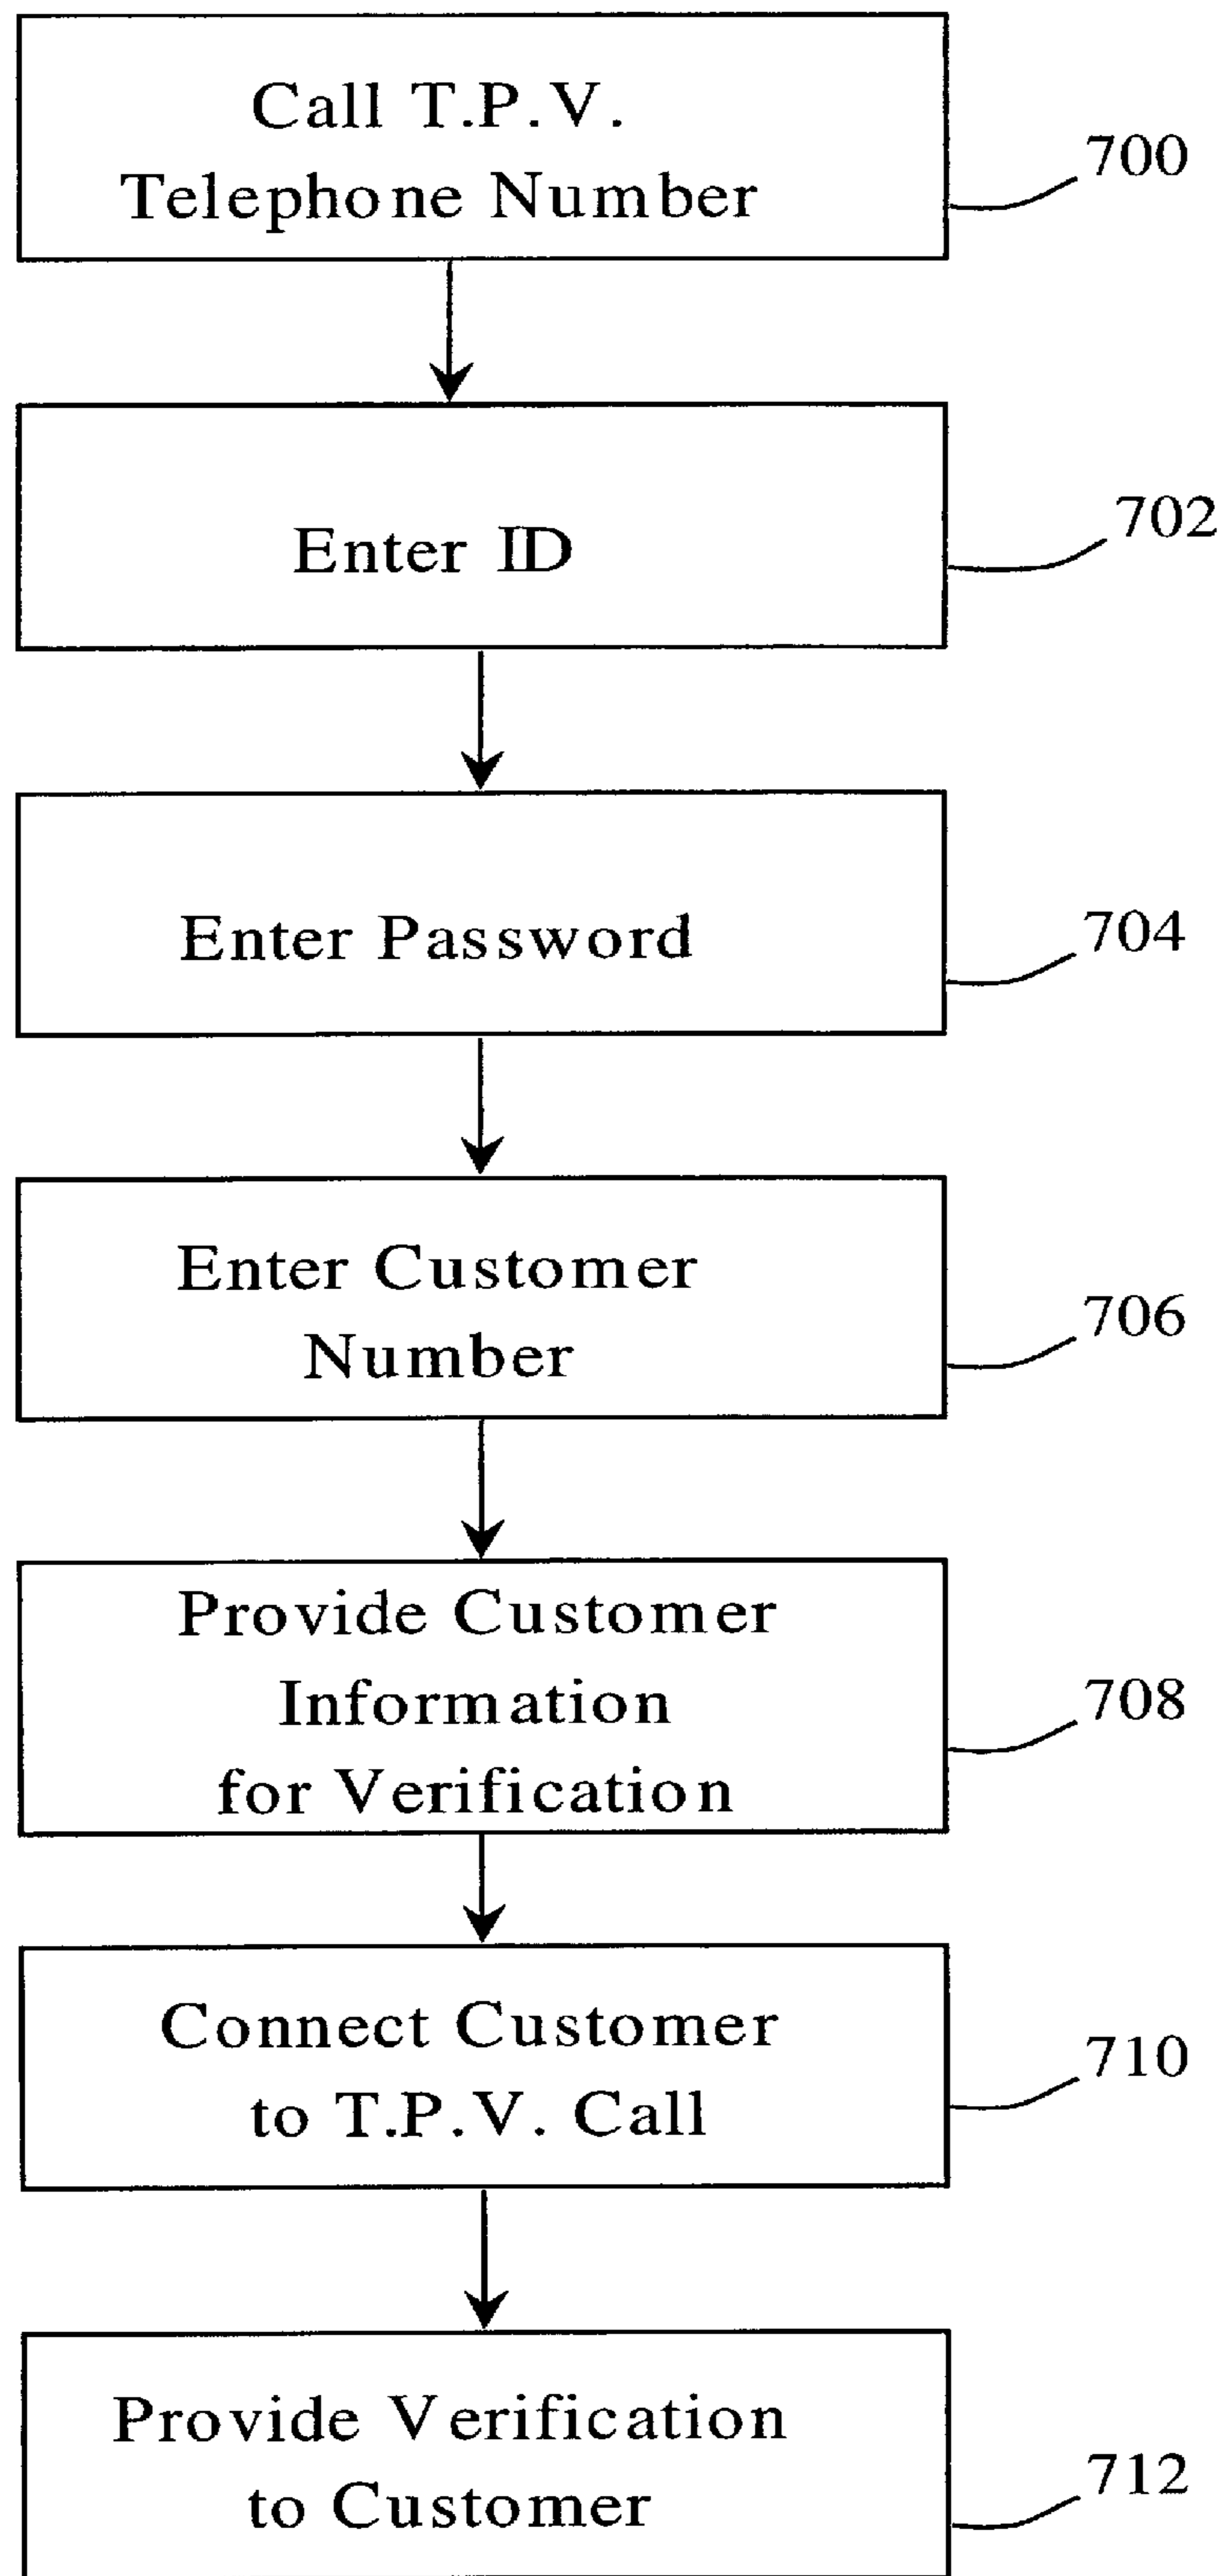 Call T.P.V.
Telephone Number
700
Enter ID
702
Enter Password
704
Enter Customer
Number
706
Provide Customer
Information
for Verification
708
Connect Customer
to T.P.V. Call
710
Provide Verification
to Customer
712